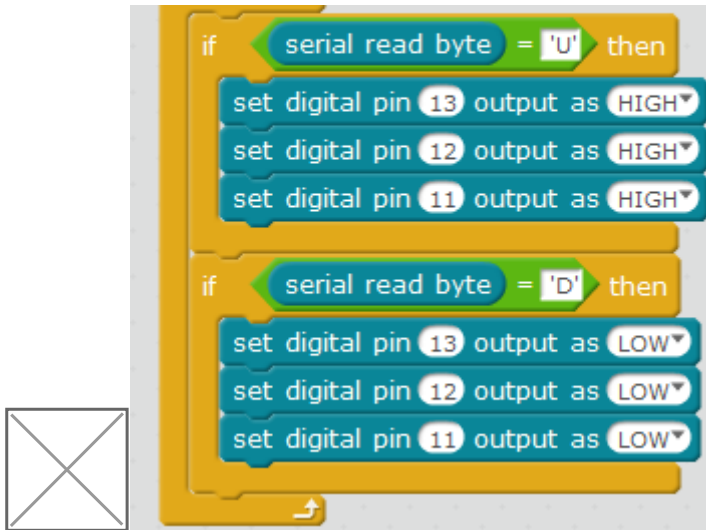 if serial read byte = 'U' then
set digital pin 13 output as HIGH
set digital pin 12 output as HIGH
set digital pin 11 output as HIGH
if serial read byte = 'D' then
set digital pin 13 output as LOW
set digital pin 12 output as LOW
set digital pin 11 output as LOW